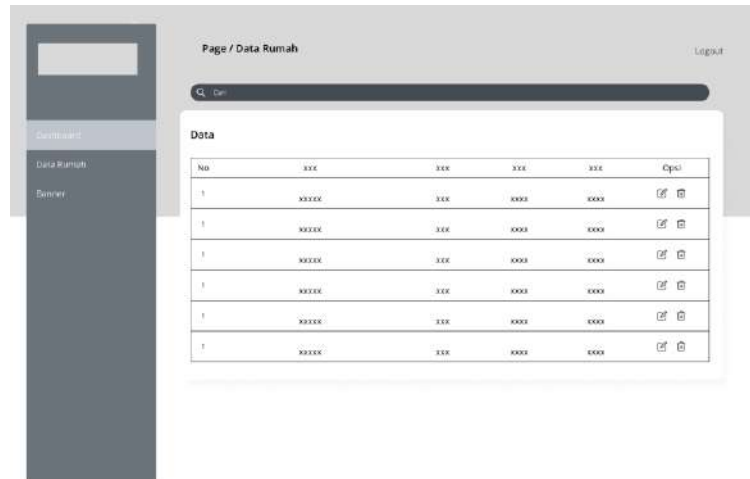 Page / Data Rumah
Logout
Cari
Dashboard
Data Rumah
Banner
Data
No xxx xxx xxx xxx Opsi
1 xxxxx xxx xxxx xxxx
1 xxxxx xxx xxxx xxxx
1 xxxxx xxx xxxx xxxx
1 xxxxx xxx xxxx xxxx
1 xxxxx xxx xxxx xxxx
1 xxxxx xxx xxxx xxxx